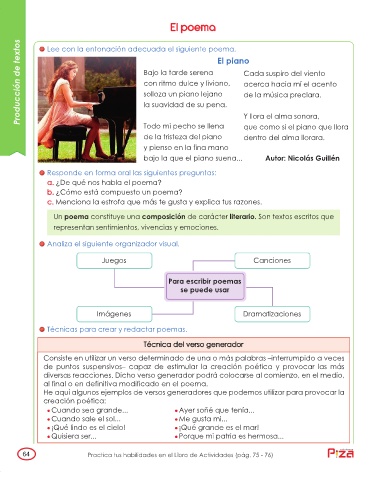 El poema
Producción de textos
Lee con la entonación adecuada el siguiente poema.
El piano
Bajo la tarde serena
con ritmo dulce y liviano,
solloza un piano lejano
la suavidad de su pena.
Todo mi pecho se llena
de la tristeza del piano
y pienso en la fina mano
bajo la que el piano suena...
Cada suspiro del viento
acerca hacia mí el acento
de la música preclara.
Y llora el alma sonora,
que como si el piano que llora
dentro del alma llorara.
Autor: Nicolás Guillén
Responde en forma oral las siguientes preguntas:
a. ¿De qué nos habla el poema?
b. ¿Cómo está compuesto un poema?
c. Menciona la estrofa que más te gusta y explica tus razones.
Un poema constituye una composición de carácter literario. Son textos escritos que
representan sentimientos, vivencias y emociones.
Analiza el siguiente organizador visual.
Juegos
Canciones
Para escribir poemas
se puede usar
Imágenes
Dramatizaciones
Técnicas para crear y redactar poemas.
Técnica del verso generador
Consiste en utilizar un verso determinado de una o más palabras –interrumpido a veces
de puntos suspensivos– capaz de estimular la creación poética y provocar las más
diversas reacciones. Dicho verso generador podrá colocarse al comienzo, en el medio,
al final o en definitiva modificado en el poema.
He aquí algunos ejemplos de versos generadores que podemos utilizar para provocar la
creación poética:
• Cuando sea grande...
• Cuando sale el sol...
• ¡Qué lindo es el cielo!
• Quisiera ser...
• Ayer soñé que tenía...
• Me gusta mi...
• ¡Qué grande es el mar!
• Porque mi patria es hermosa...
64
Practica tus habilidades en el Libro de Actividades (pág. 75 - 76)